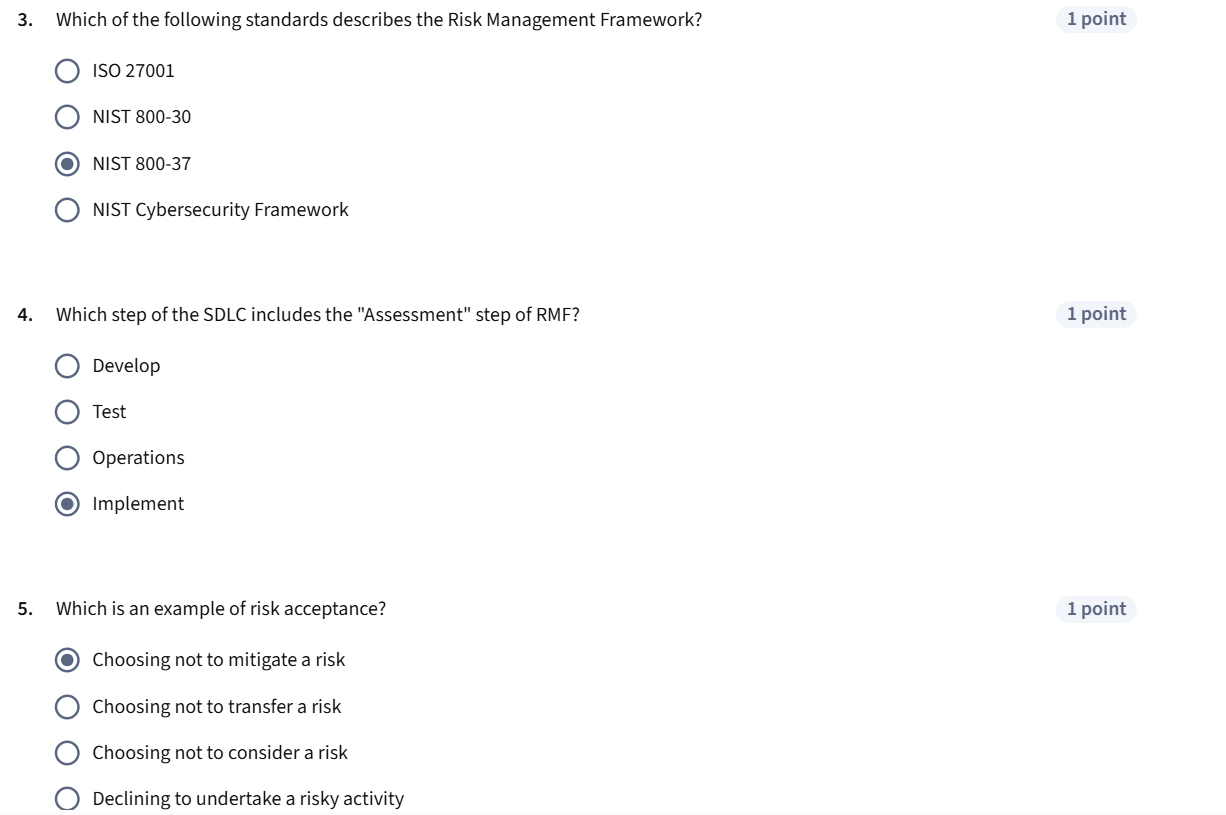 3. Which of the following standards describes the Risk Management Framework? 1 point
ISO 27001
NIST 800-30
NIST 800-37
NIST Cybersecurity Framework
4. Which step of the SDLC includes the "Assessment" step of RMF? 1 point
Develop
Test
Operations
Implement
5. Which is an example of risk acceptance? 1 point
Choosing not to mitigate a risk
Choosing not to transfer a risk
Choosing not to consider a risk
Declining to undertake a risky activity